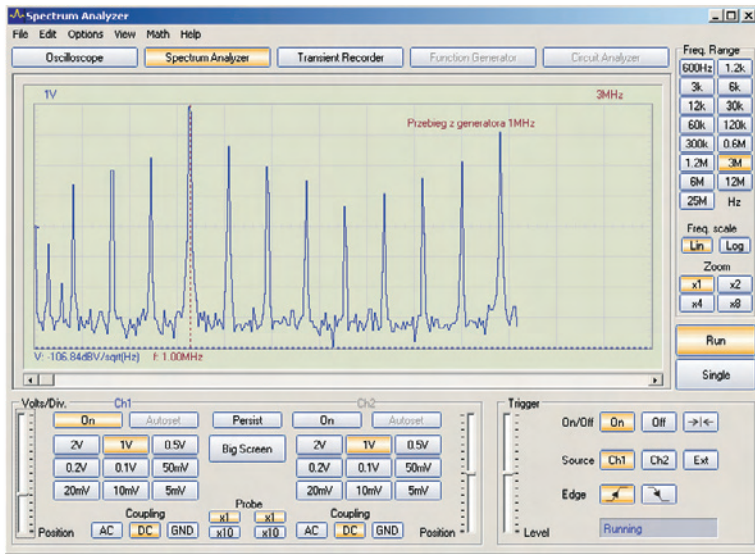 Spectrum Analyzer
File Edit Options View Math Help
Oscilloscope Spectrum Analyzer Transient Recorder Function Generator Circuit Analyzer
1V 3MHz
Przebieg z generatora 1MHz
V: -106.84dBV/sqrt(Hz) f: 1.00MHz
Freq. Range
600Hz 1.2k
3k 6k
12k 30k
60k 120k
300k 0.6M
1.2M 3M
6M 12M
25M Hz
Freq. scale
Lin Log
Zoom
x1 x2
x4 x8
Run
Single
Volts/Div. Ch1
On Autoset
2V 1V 0.5V
0.2V 0.1V 50mV
20mV 10mV 5mV
Coupling
Position AC DC GND
Persist
Big Screen
Probe
x1 x1
x10 x10
Ch2
On Autoset
2V 1V 0.5V
0.2V 0.1V 50mV
20mV 10mV 5mV
Coupling
AC DC GND Position
Trigger
On/Off On Off
Source Ch1 Ch2 Ext
Edge
Level Running